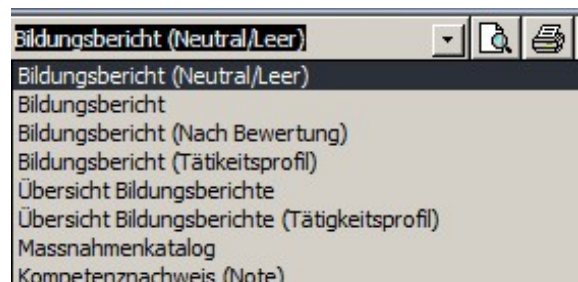 Bildungsbericht (Neutral/Leer)
Bildungsbericht (Neutral/Leer)
Bildungsbericht
Bildungsbericht (Nach Bewertung)
Bildungsbericht (Tätikeitsprofil)
Übersicht Bildungsberichte
Übersicht Bildungsberichte (Tätigkeitsprofil)
Massnahmenkatalog
Kompetenznachweis (Note)